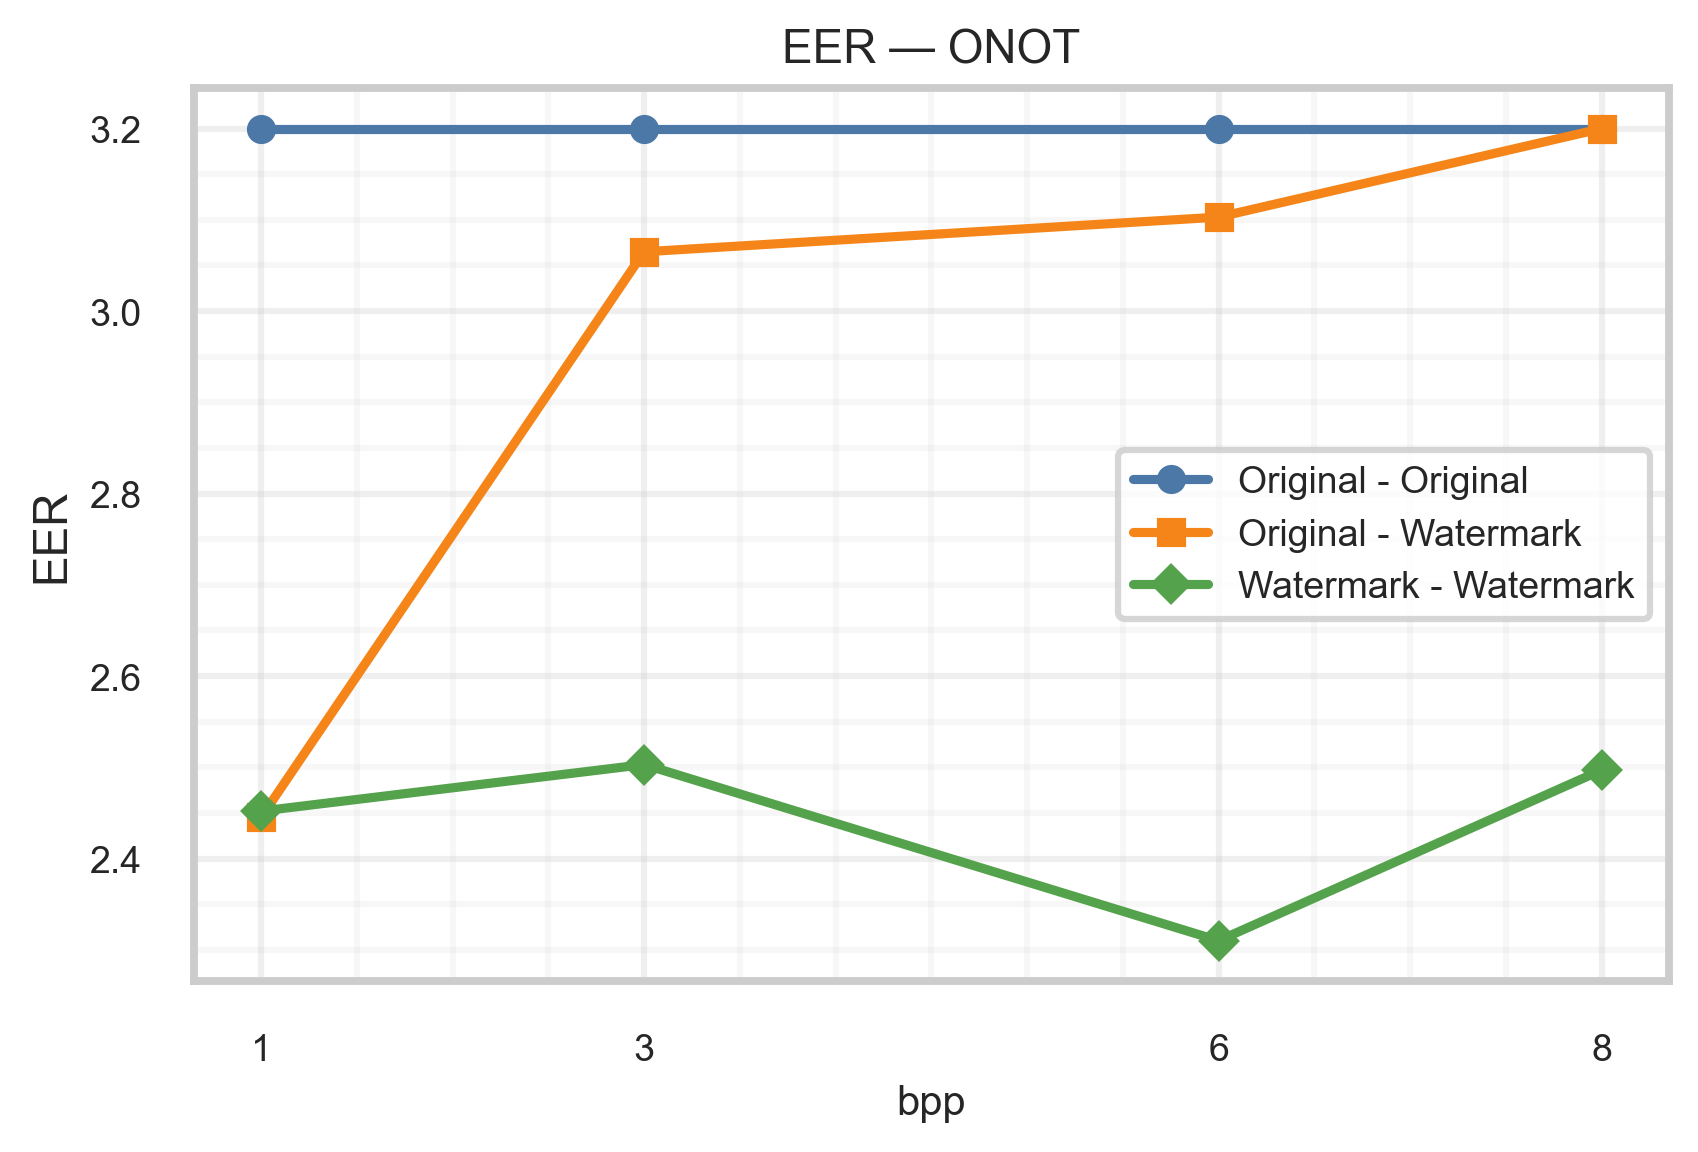 EER — ONOT
3.2
3.0
2.8
2.6
2.4
EER
Original - Original
Original - Watermark
Watermark - Watermark
1 3 6 8
bpp